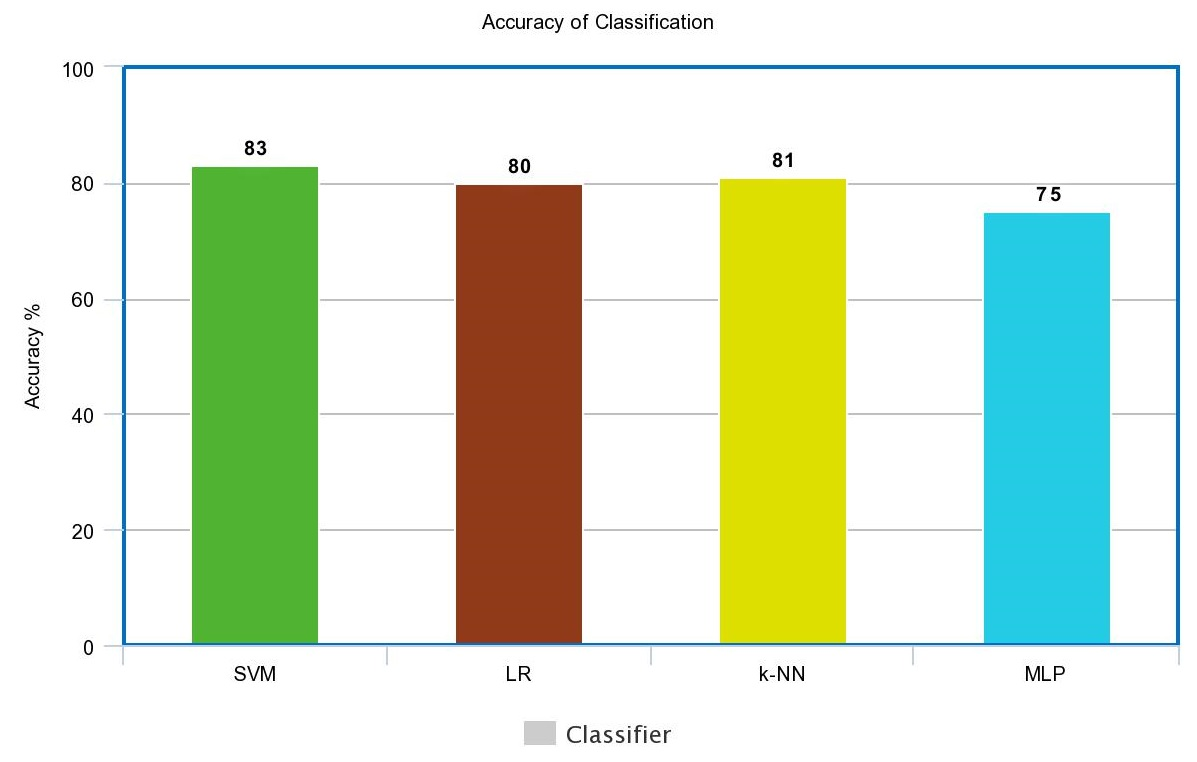 Accuracy of Classification
100
80
60
40
20
0
Accuracy %
83
80
81
75
SVM
LR
k-NN
MLP
Classifier